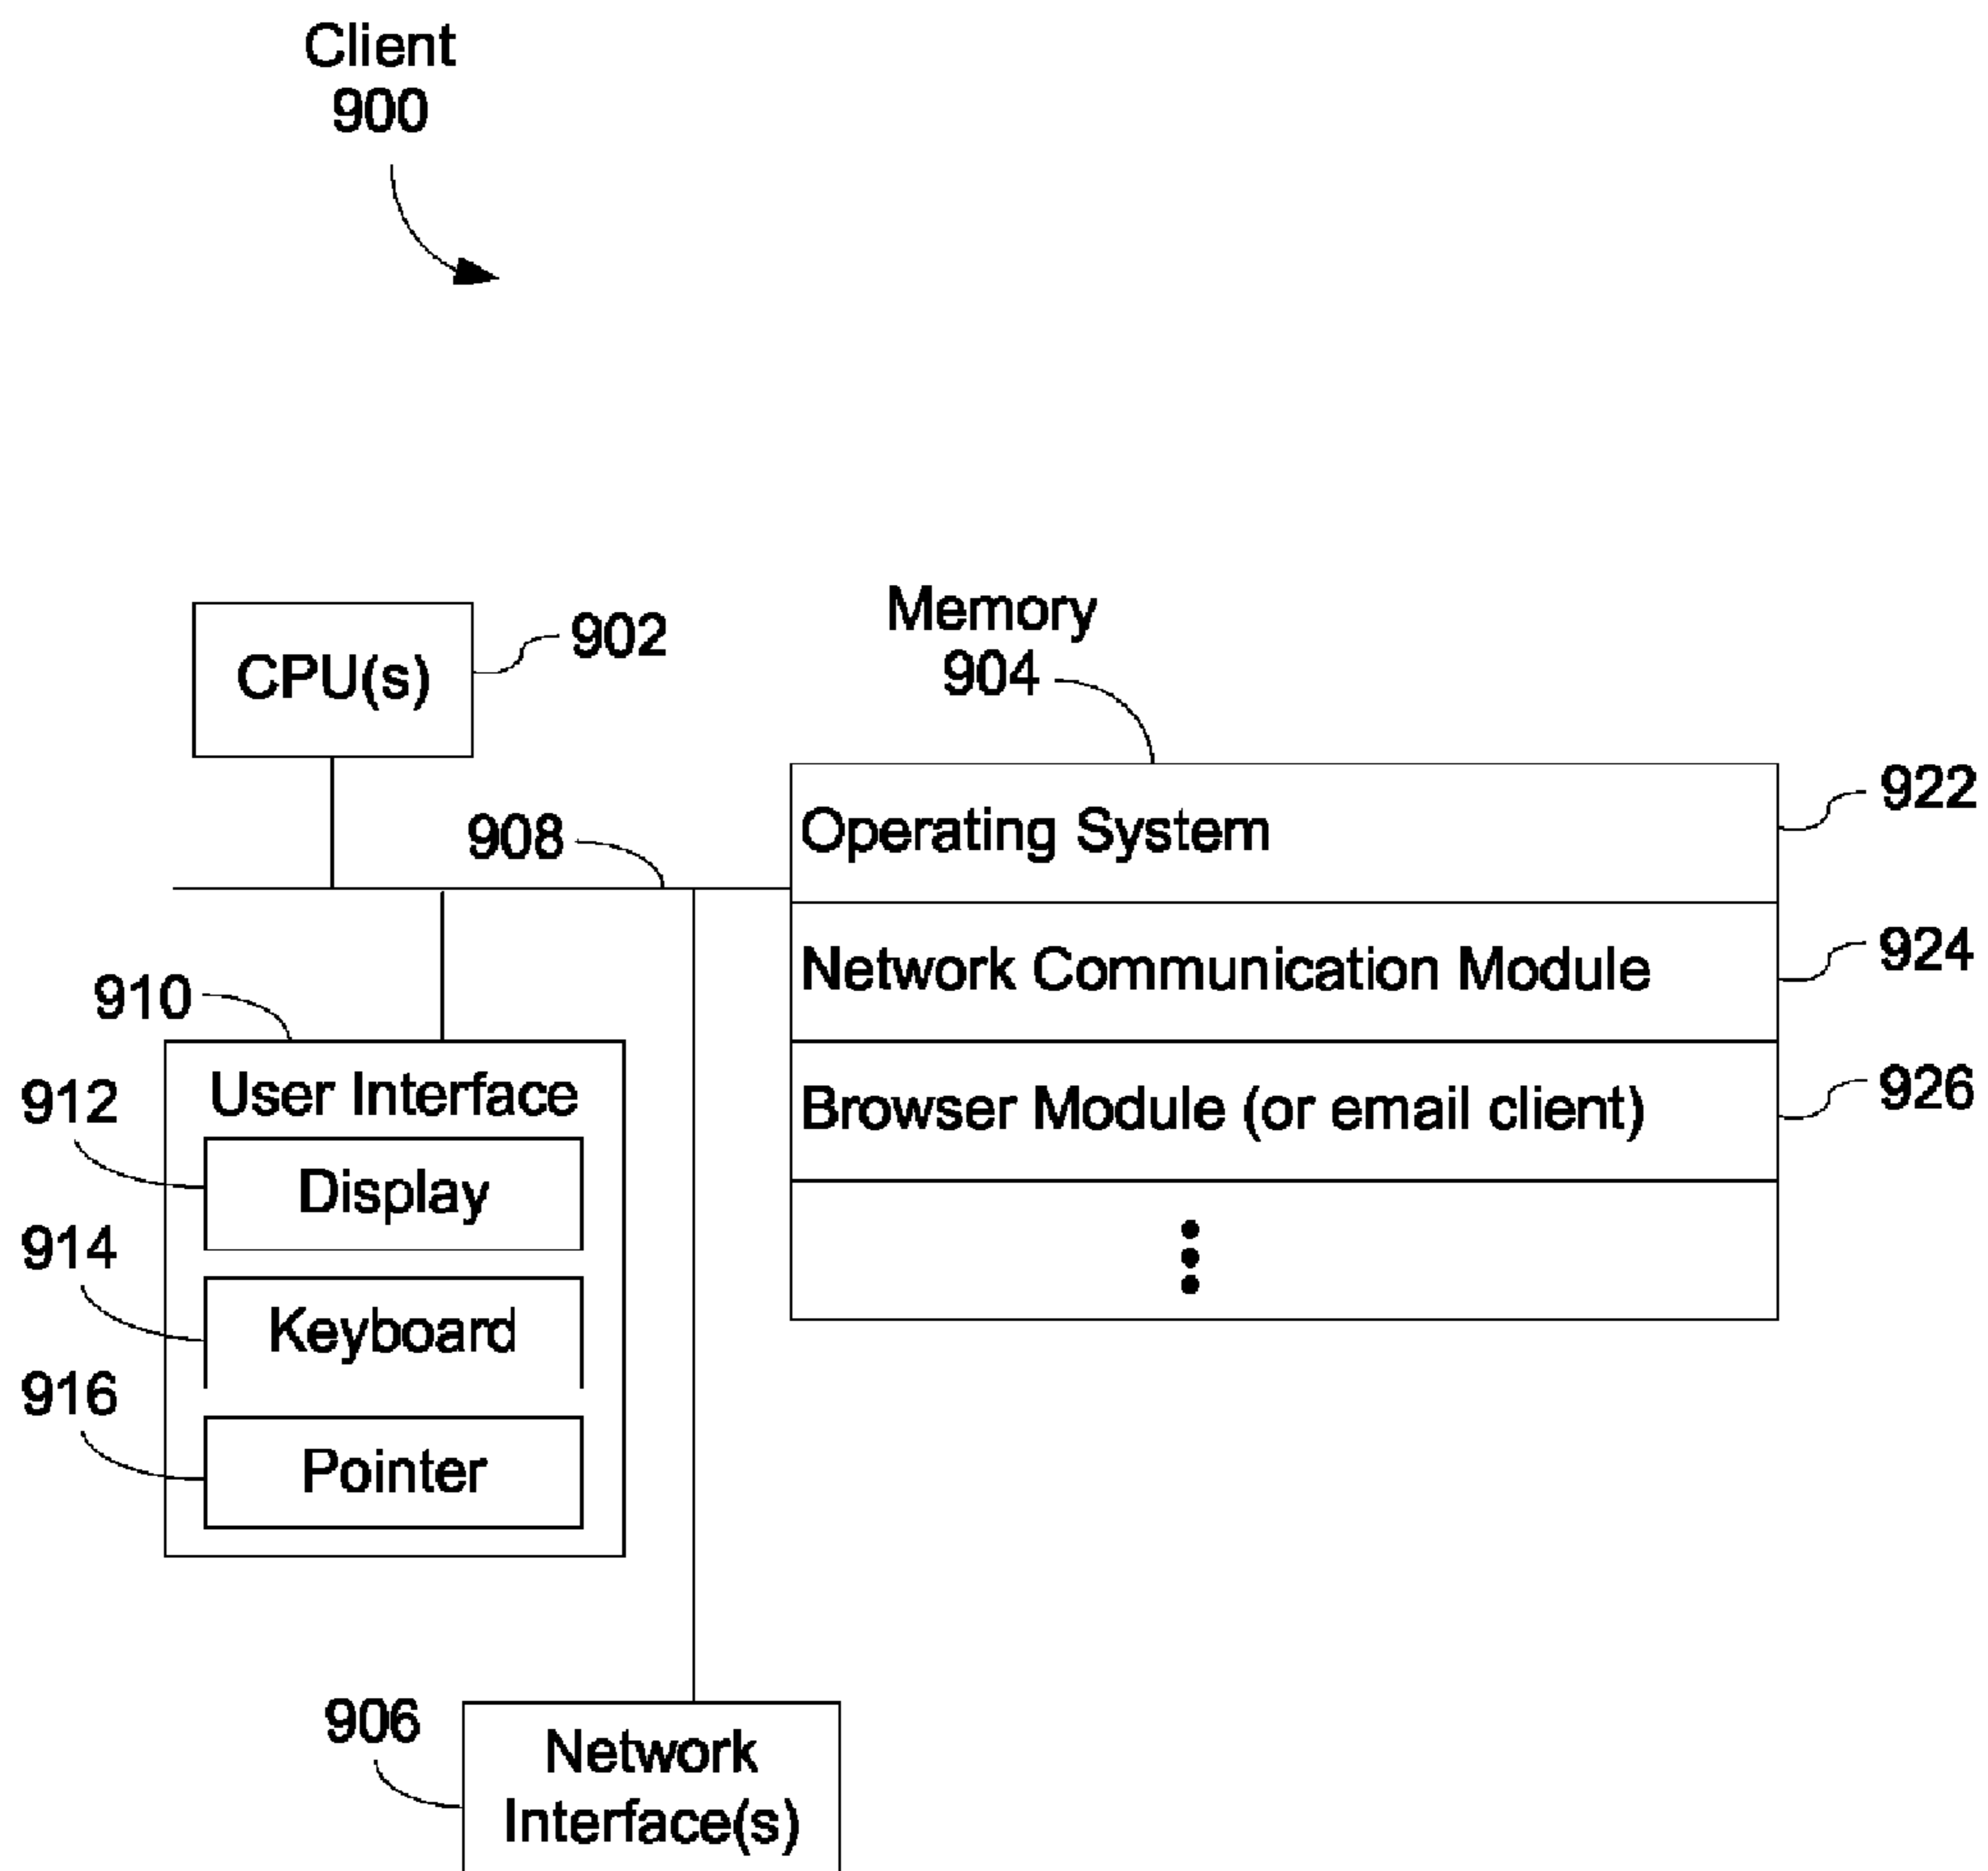 Client
900
CPU(s)
902
Memory
904
908
Operating System
922
Network Communication Module
924
Browser Module (or email client)
926
910
User Interface
912
Display
914
Keyboard
916
Pointer
906
Network
Interface(s)